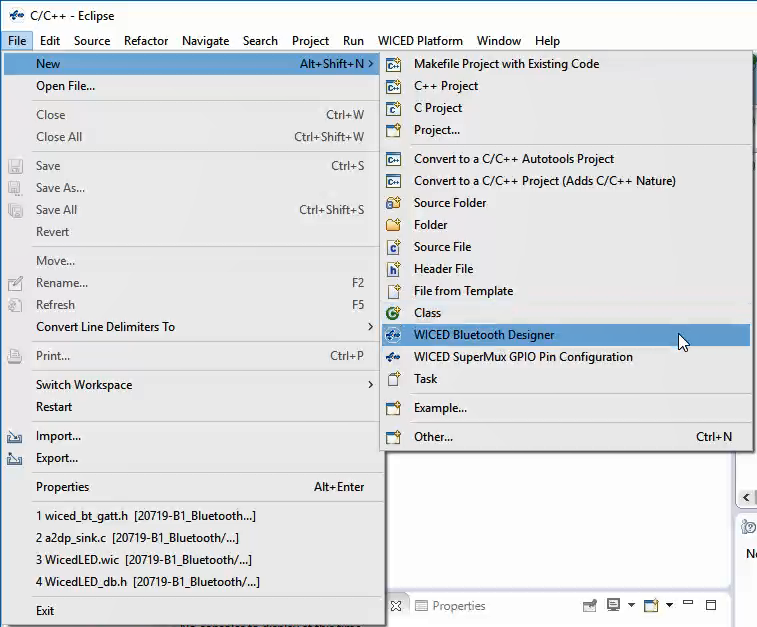 C/C++ - Eclipse
File Edit Source Refactor Navigate Search Project Run WICED Platform Window Help
New Alt+Shift+N >
Open File...
Close Ctrl+W
Close All Ctrl+Shift+W
Save Ctrl+S
Save As...
Save All Ctrl+Shift+S
Revert
Move...
Rename... F2
Refresh F5
Convert Line Delimiters To >
Print... Ctrl+P
Switch Workspace >
Restart
Import...
Export...
Properties Alt+Enter
1 wiced_bt_gatt.h [20719-B1_Bluetooth...]
2 a2dp_sink.c [20719-B1_Bluetooth/...]
3 WicedLED.wic [20719-B1_Bluetooth/...]
4 WicedLED_db.h [20719-B1_Bluetooth/...]
Exit
Makefile Project with Existing Code
C++ Project
C Project
Project...
Convert to a C/C++ Autotools Project
Convert to a C/C++ Project (Adds C/C++ Nature)
Source Folder
Folder
Source File
Header File
File from Template
Class
WICED Bluetooth Designer
WICED SuperMux GPIO Pin Configuration
Task
Example...
Other... Ctrl+N
Properties